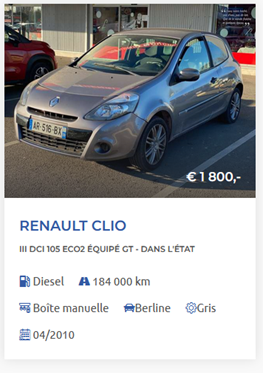 AR-516-BX
€ 1 800,-
RENAULT CLIO
III DCI 105 ECO2 ÉQUIPÉ GT - DANS L'ÉTAT
Diesel 184 000 km
Boîte manuelle Berline Gris
04/2010